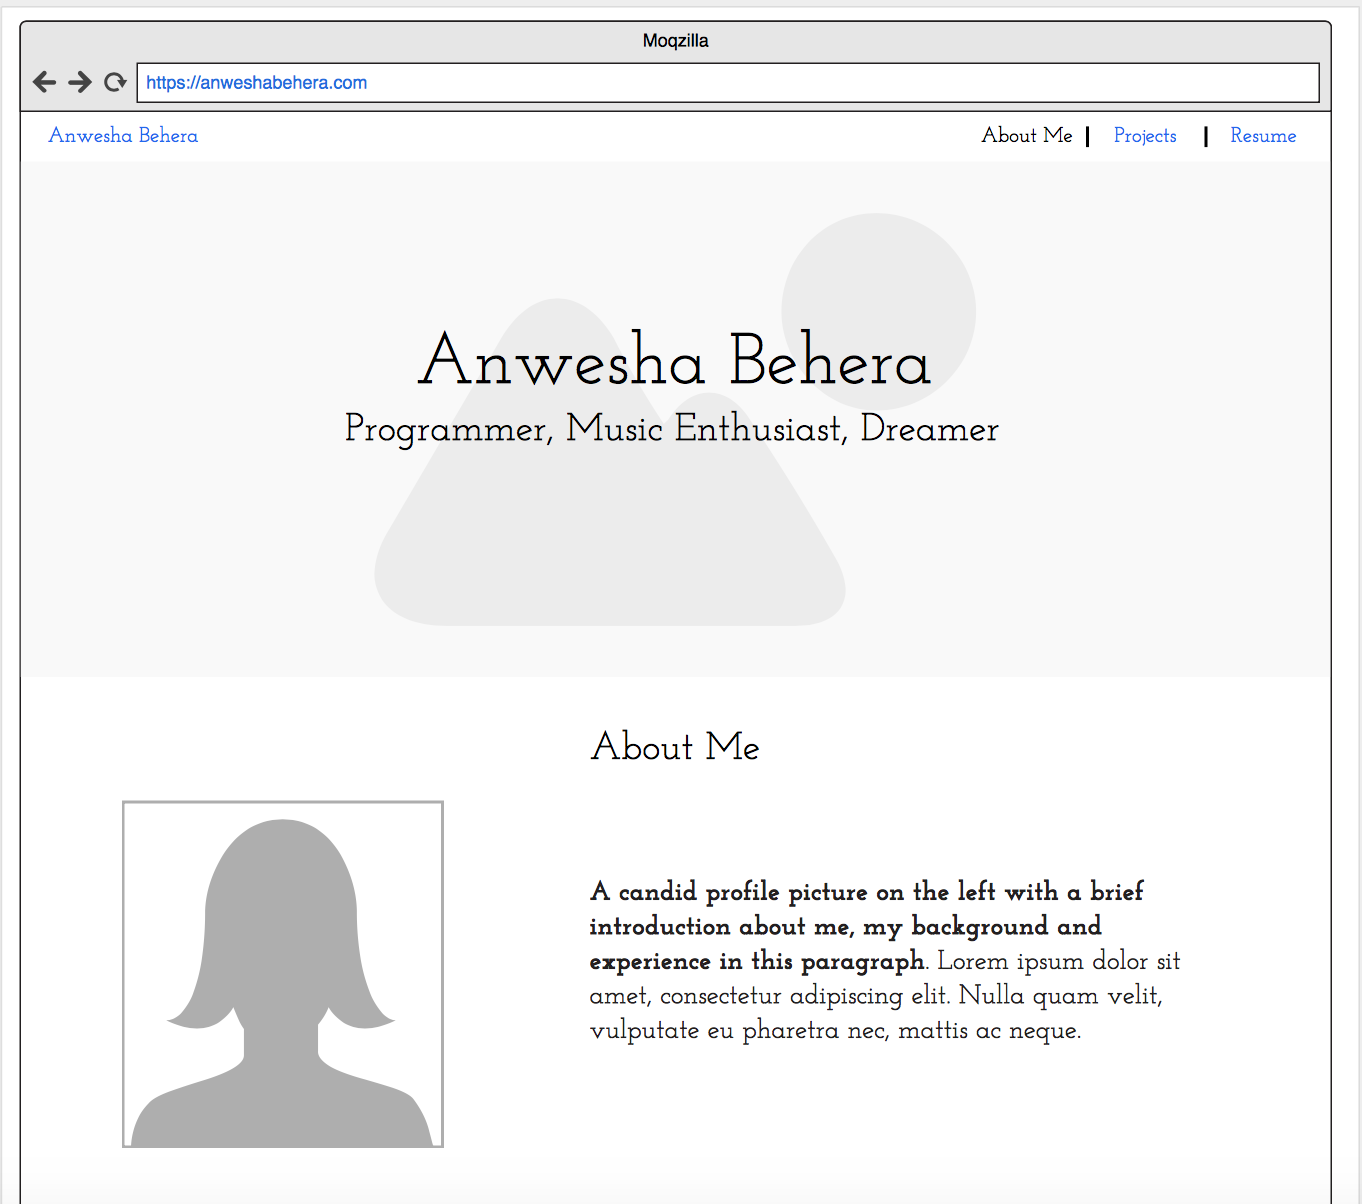 Moqzilla
https://anweshabehera.com
Anwesha Behera
About Me | Projects | Resume
Anwesha Behera
Programmer, Music Enthusiast, Dreamer
About Me
A candid profile picture on the left with a brief
introduction about me, my background and
experience in this paragraph. Lorem ipsum dolor sit
amet, consectetur adipiscing elit. Nulla quam velit,
vulputate eu pharetra nec, mattis ac neque.